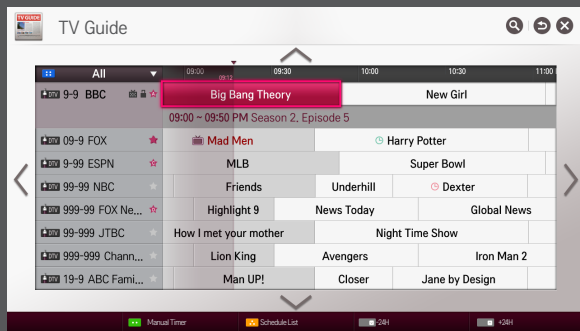 TV GUIDE
TV Guide
All ▼ 09:00 09:30 10:00 10:30 11:00
09:12
DTV 9-9 BBC Big Bang Theory New Girl
09:00 ~ 09:50 PM Season 2, Episode 5
DTV 09-9 FOX Mad Men Harry Potter
DTV 9-99 ESPN MLB Super Bowl
DTV 99-99 NBC Friends Underhill Dexter
DTV 999-99 FOX Ne... Highlight 9 News Today Global News
DTV 99-999 JTBC How I met your mother Night Time Show
DTV 999-999 Chann... Lion King Avengers Iron Man 2
DTV 19-9 ABC Fami... Man UP! Closer Jane by Design
Manual Timer Schedule List -24H +24H